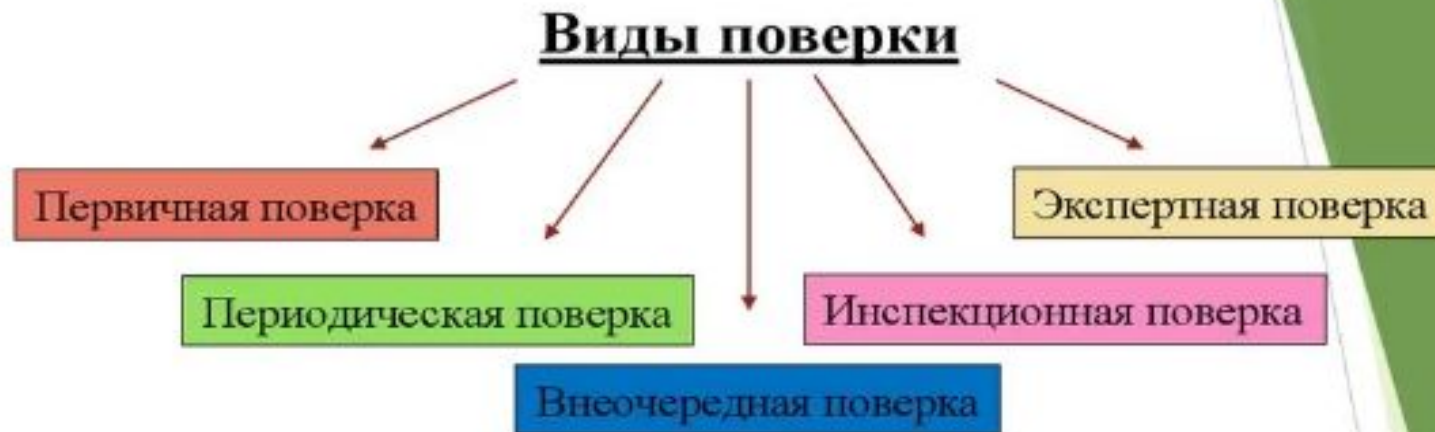 Виды поверки
Первичная поверка
Экспертная поверка
Периодическая поверка
Инспекционная поверка
Внеочередная поверка